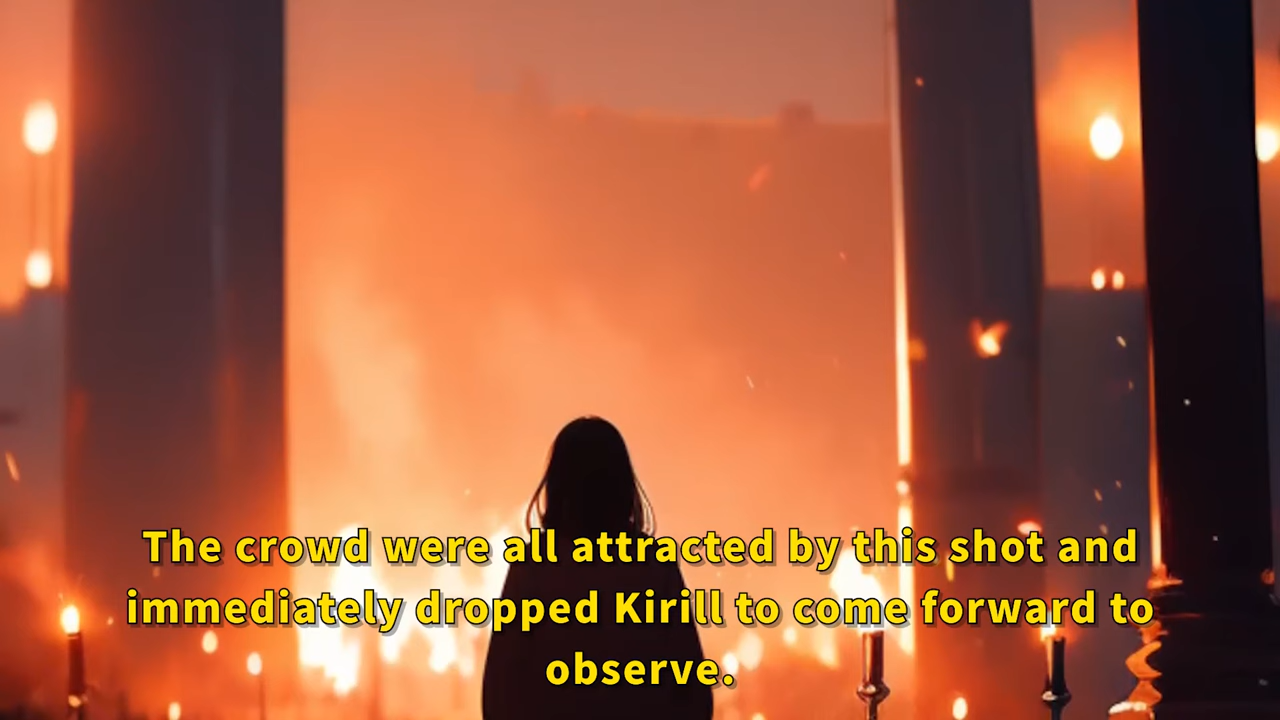 The crowd were all attracted by this shot and
immediately dropped Kirill to come forward to
observe.